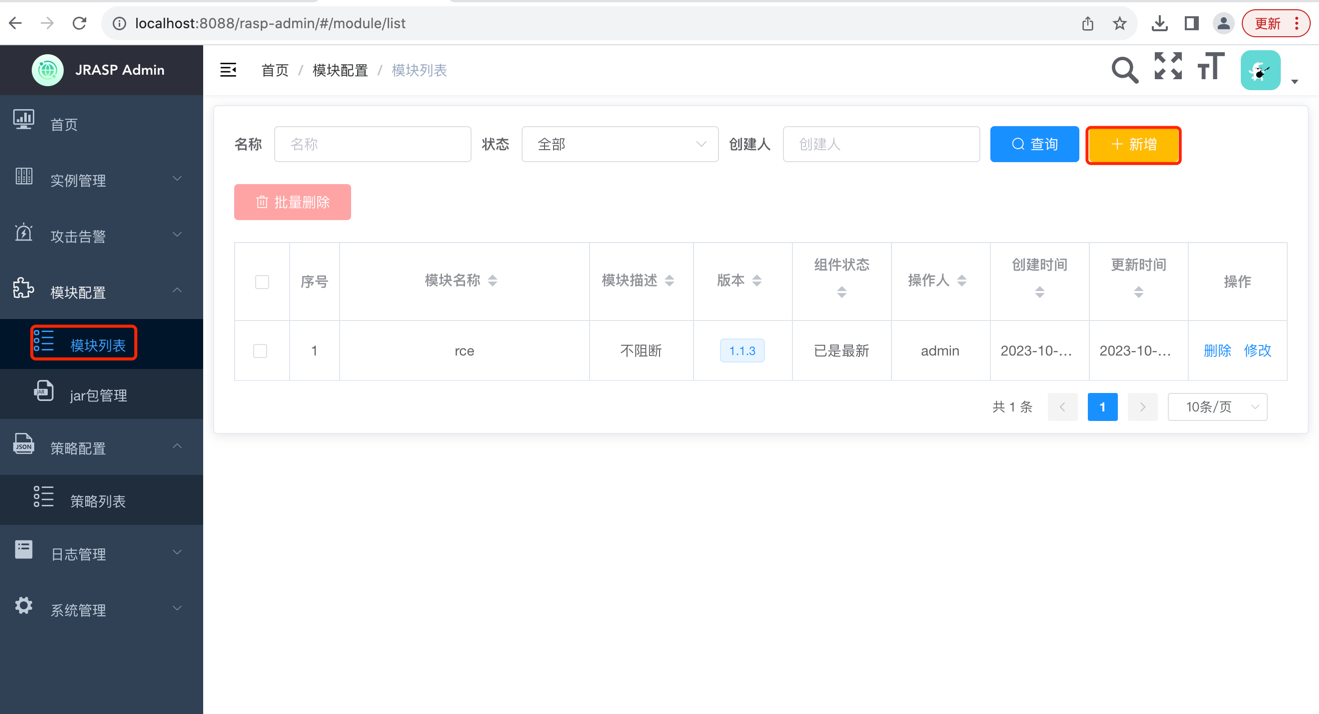 localhost:8088/rasp-admin/#/module/list
更新
JRASP Admin
首页 / 模块配置 / 模块列表
首页
实例管理
攻击告警
模块配置
模块列表
jar包管理
策略配置
策略列表
日志管理
系统管理
名称 名称 状态 全部 创建人 创建人 查询 + 新增
批量删除
序号 模块名称 模块描述 版本 组件状态 操作人 创建时间 更新时间 操作
1 rce 不阻断 1.1.3 已是最新 admin 2023-10-... 2023-10-... 删除 修改
共 1 条 < 1 > 10条/页